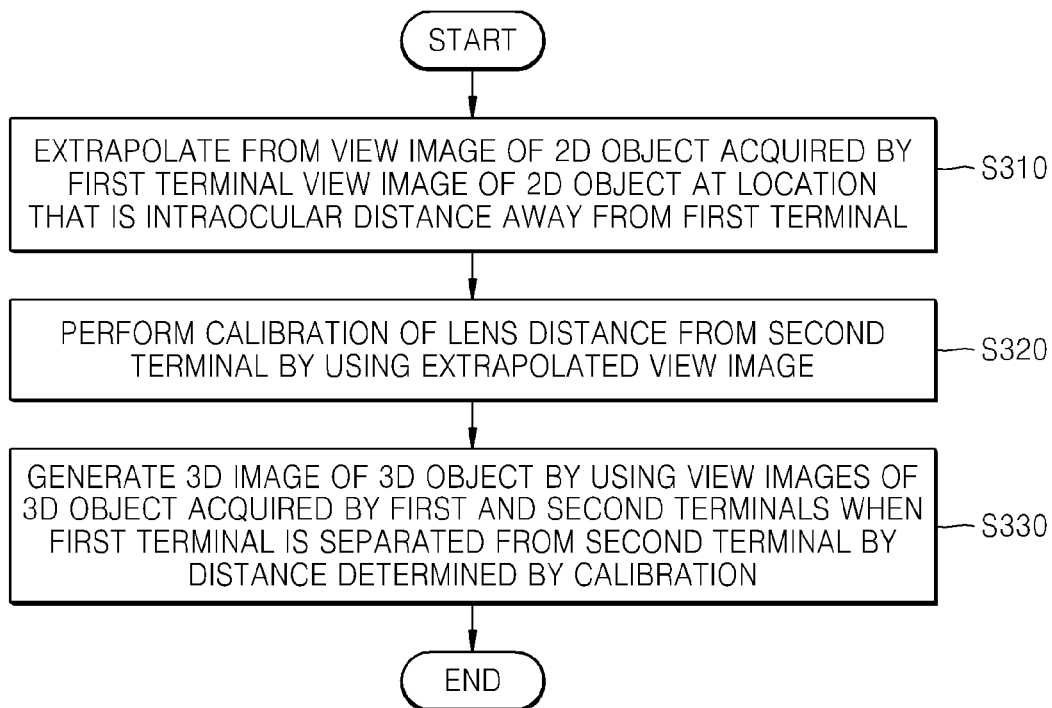 START
EXTRAPOLATE FROM VIEW IMAGE OF 2D OBJECT ACQUIRED BY
FIRST TERMINAL VIEW IMAGE OF 2D OBJECT AT LOCATION
THAT IS INTRAOCULAR DISTANCE AWAY FROM FIRST TERMINAL
S310
PERFORM CALIBRATION OF LENS DISTANCE FROM SECOND
TERMINAL BY USING EXTRAPOLATED VIEW IMAGE
S320
GENERATE 3D IMAGE OF 3D OBJECT BY USING VIEW IMAGES OF
3D OBJECT ACQUIRED BY FIRST AND SECOND TERMINALS WHEN
FIRST TERMINAL IS SEPARATED FROM SECOND TERMINAL BY
DISTANCE DETERMINED BY CALIBRATION
S330
END